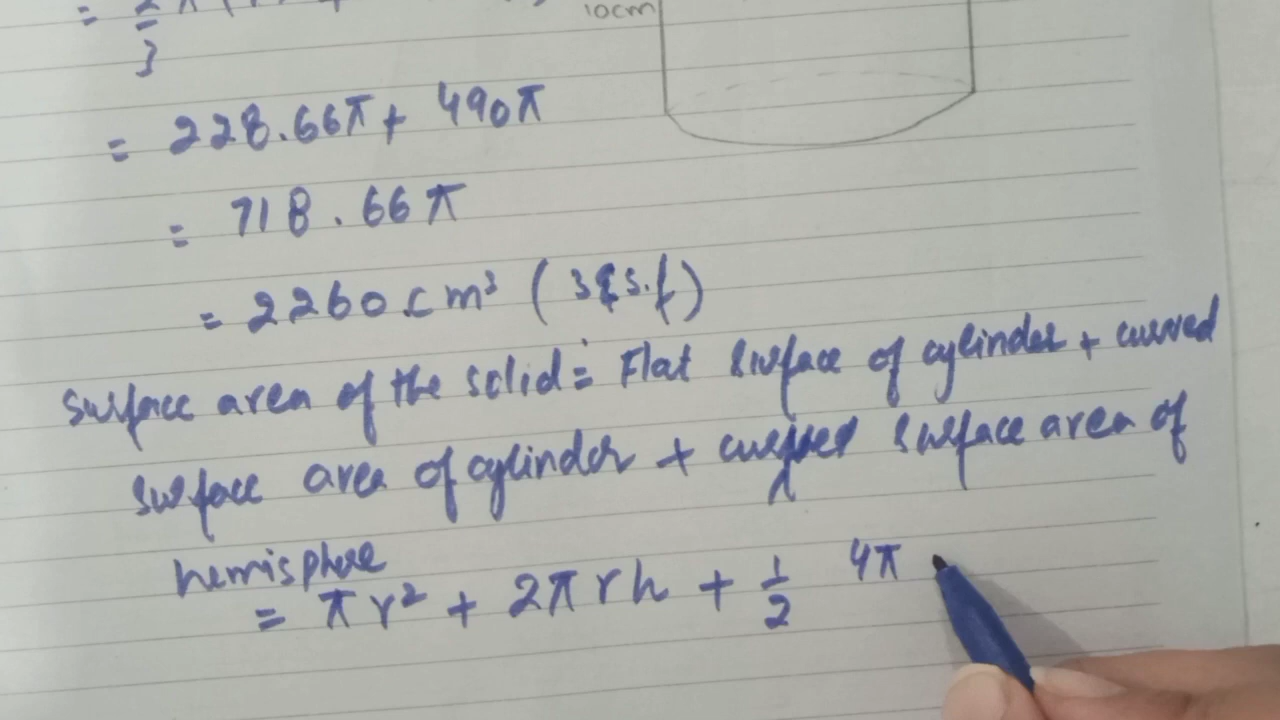 10cm
=
3
= 228.66π + 490π
= 718.66π
= 2260 cm³ (3 s.f)
surface area of the solid = Flat surface of cylinder + curved
surface area of cylinder + curved surface area of
hemisphere
= πr² + 2πrh + 1/2 4π